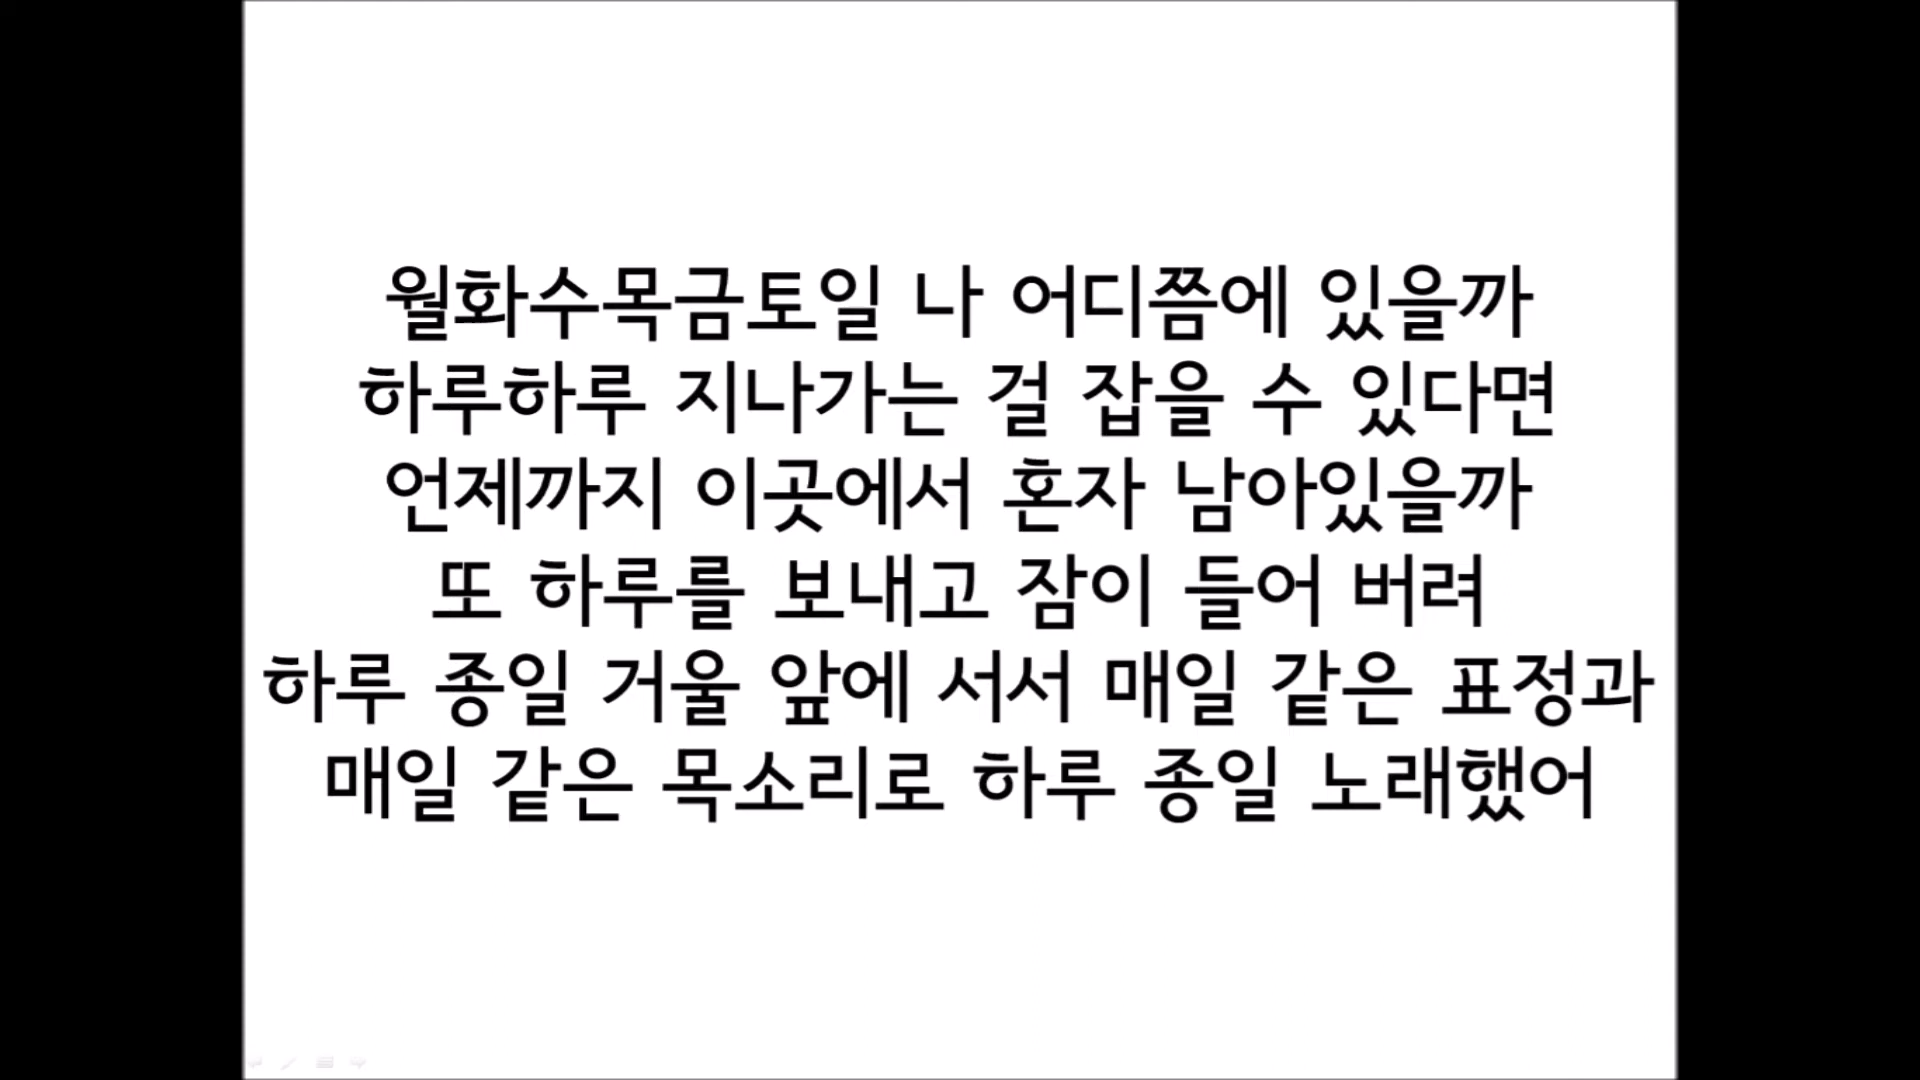 월화수목금토일 나 어디쯤에 있을까
하루하루 지나가는 걸 잡을 수 있다면
언제까지 이곳에서 혼자 남아있을까
또 하루를 보내고 잠이 들어 버려
하루 종일 거울 앞에 서서 매일 같은 표정과
매일 같은 목소리로 하루 종일 노래했어